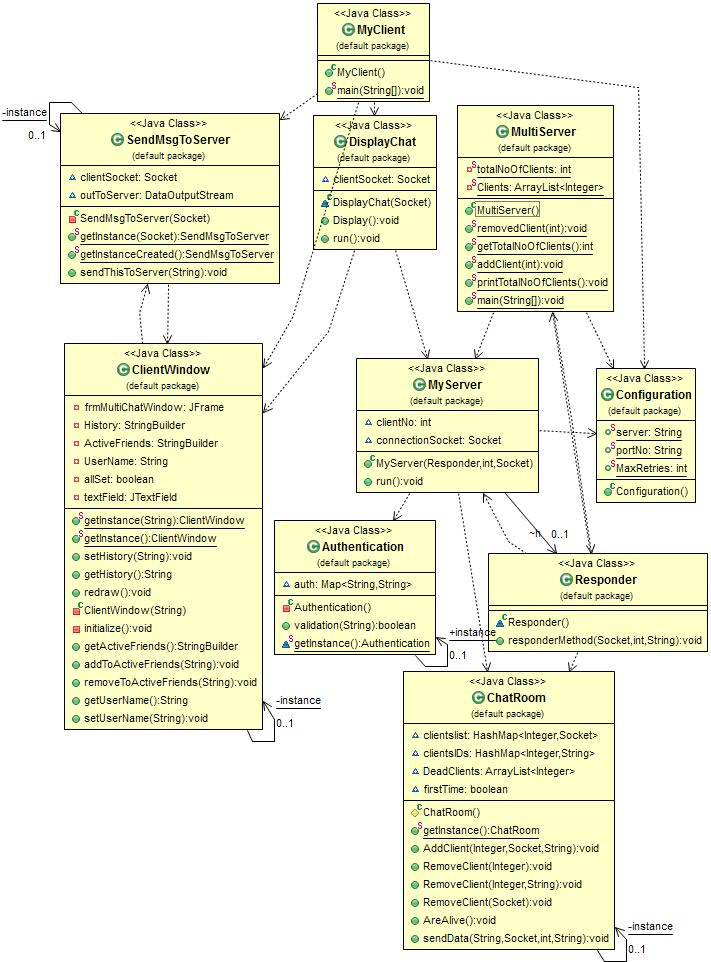 <<Java Class>>
MyClient
(default package)
MyClient()
main(String[]):void
-instance
0..1
<<Java Class>>
SendMsgToServer
(default package)
clientSocket: Socket
outToServer: DataOutputStream
SendMsgToServer(Socket)
getInstance(Socket):SendMsgToServer
getInstanceCreated():SendMsgToServer
sendThisToServer(String):void
<<Java Class>>
DisplayChat
(default package)
clientSocket: Socket
DisplayChat(Socket)
Display():void
run():void
<<Java Class>>
MultiServer
(default package)
totalNoOfClients: int
Clients: ArrayList<Integer>
MultiServer()
removedClient(int):void
getTotalNoOfClients():int
addClient(int):void
printTotalNoOfClients():void
main(String[]):void
<<Java Class>>
ClientWindow
(default package)
frmMultiChatWindow: JFrame
History: StringBuilder
ActiveFriends: StringBuilder
UserName: String
allSet: boolean
textField: JTextField
getInstance(String):ClientWindow
getInstance():ClientWindow
setHistory(String):void
getHistory():String
redraw():void
ClientWindow(String)
initialize():void
getActiveFriends():StringBuilder
addToActiveFriends(String):void
removeToActiveFriends(String):void
getUserName():String
setUserName(String):void
-instance
0..1
<<Java Class>>
MyServer
(default package)
clientNo: int
connectionSocket: Socket
MyServer(Responder,int,Socket)
run():void
<<Java Class>>
Configuration
(default package)
server: String
portNo: String
MaxRetries: int
Configuration()
<<Java Class>>
Authentication
(default package)
auth: Map<String,String>
Authentication()
validation(String):boolean
getInstance():Authentication
+instance
0..1
0..1
<<Java Class>>
Responder
(default package)
Responder()
responderMethod(Socket,int,String):void
<<Java Class>>
ChatRoom
(default package)
clientslist: HashMap<Integer,Socket>
clientsIDs: HashMap<Integer,String>
DeadClients: ArrayList<Integer>
firstTime: boolean
ChatRoom()
getInstance():ChatRoom
AddClient(Integer,Socket,String):void
RemoveClient(Integer):void
RemoveClient(Integer,String):void
RemoveClient(Socket):void
AreAlive():void
sendData(String,Socket,int,String):void
-instance
0..1